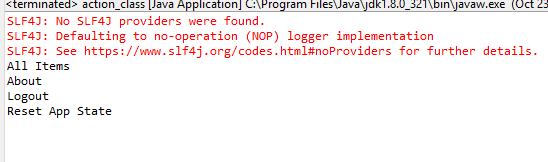 <terminated> action_class [Java Application] C:\Program Files\Java\jdk1.8.0_321\bin\javaw.exe (Oct 23
SLF4J: No SLF4J providers were found.
SLF4J: Defaulting to no-operation (NOP) logger implementation
SLF4J: See https://www.slf4j.org/codes.html#noProviders for further details.
All Items
About
Logout
Reset App State